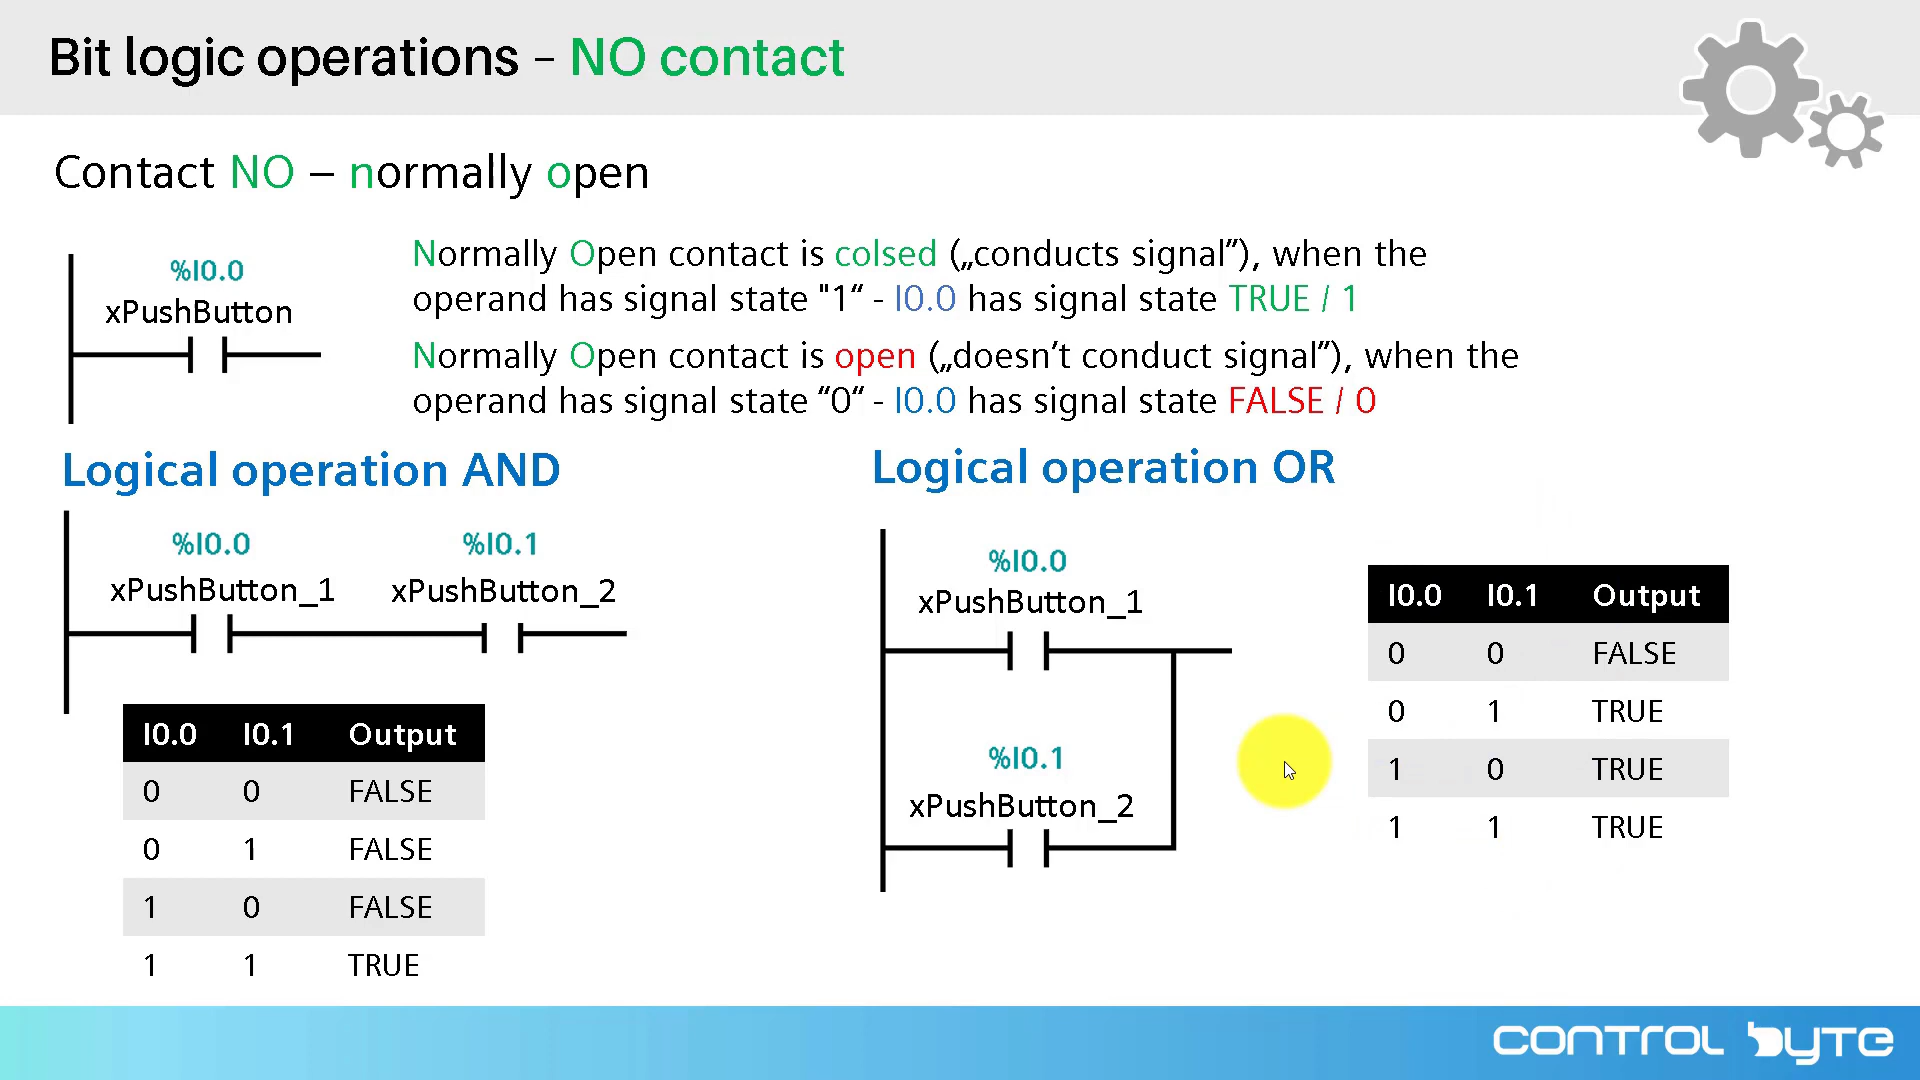 Bit logic operations – NO contact
Contact NO – normally open
%I0.0
xPushButton
Normally Open contact is colsed („conducts signal”), when the
operand has signal state "1“ - I0.0 has signal state TRUE / 1
Normally Open contact is open („doesn’t conduct signal”), when the
operand has signal state “0“ - I0.0 has signal state FALSE / 0
Logical operation AND
%I0.0 %I0.1
xPushButton_1 xPushButton_2
I0.0 I0.1 Output
0 0 FALSE
0 1 FALSE
1 0 FALSE
1 1 TRUE
Logical operation OR
%I0.0
xPushButton_1
%I0.1
xPushButton_2
I0.0 I0.1 Output
0 0 FALSE
0 1 TRUE
1 0 TRUE
1 1 TRUE
CONTROL BYTE